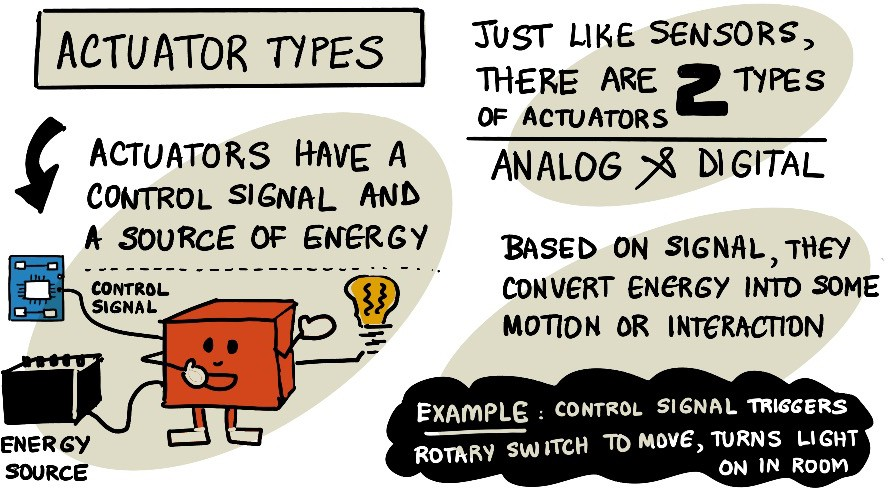 ACTUATOR TYPES
ACTUATORS HAVE A
CONTROL SIGNAL AND
A SOURCE OF ENERGY
CONTROL
SIGNAL
ENERGY
SOURCE
JUST LIKE SENSORS,
THERE ARE 2 TYPES
OF ACTUATORS
ANALOG & DIGITAL
BASED ON SIGNAL, THEY
CONVERT ENERGY INTO SOME
MOTION OR INTERACTION
EXAMPLE : CONTROL SIGNAL TRIGGERS
ROTARY SWITCH TO MOVE, TURNS LIGHT
ON IN ROOM